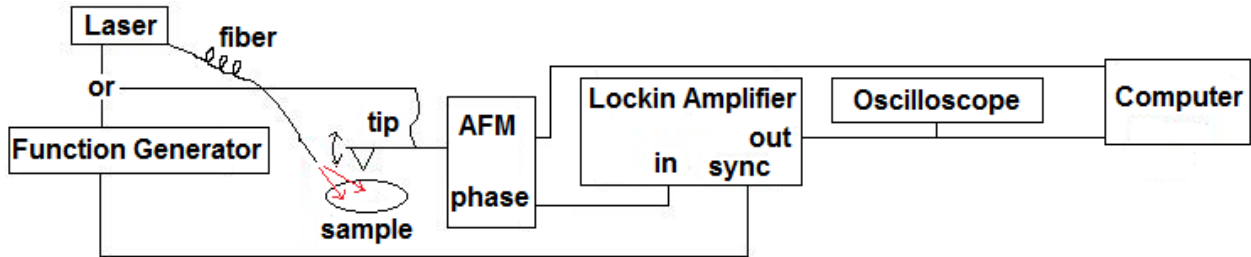 Laser
fiber
or
Function Generator
tip
sample
AFM
phase
Lockin Amplifier
out
in
sync
Oscilloscope
Computer